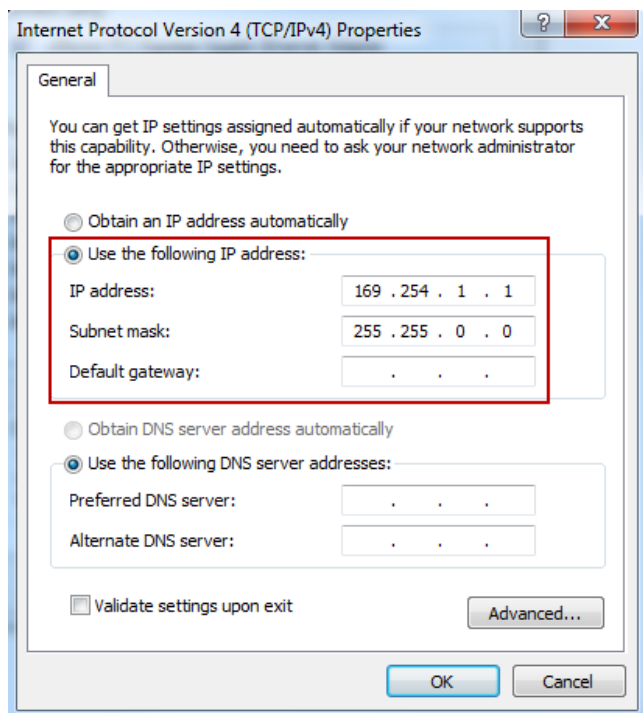 Internet Protocol Version 4 (TCP/IPv4) Properties
?
X
General
You can get IP settings assigned automatically if your network supports
this capability. Otherwise, you need to ask your network administrator
for the appropriate IP settings.
Obtain an IP address automatically
Use the following IP address:
IP address: 169 . 254 . 1 . 1
Subnet mask: 255 . 255 . 0 . 0
Default gateway: . . .
Obtain DNS server address automatically
Use the following DNS server addresses:
Preferred DNS server: . . .
Alternate DNS server: . . .
Validate settings upon exit
Advanced...
OK Cancel